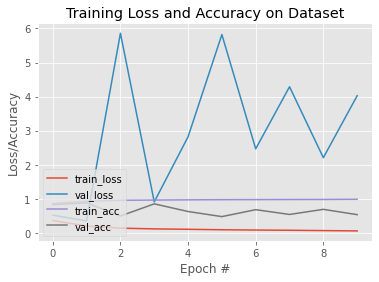 Training Loss and Accuracy on Dataset
6
5
4
3
2
1
0
Loss/Accuracy
train_loss
val_loss
train_acc
val_acc
0 2 4 6 8
Epoch #